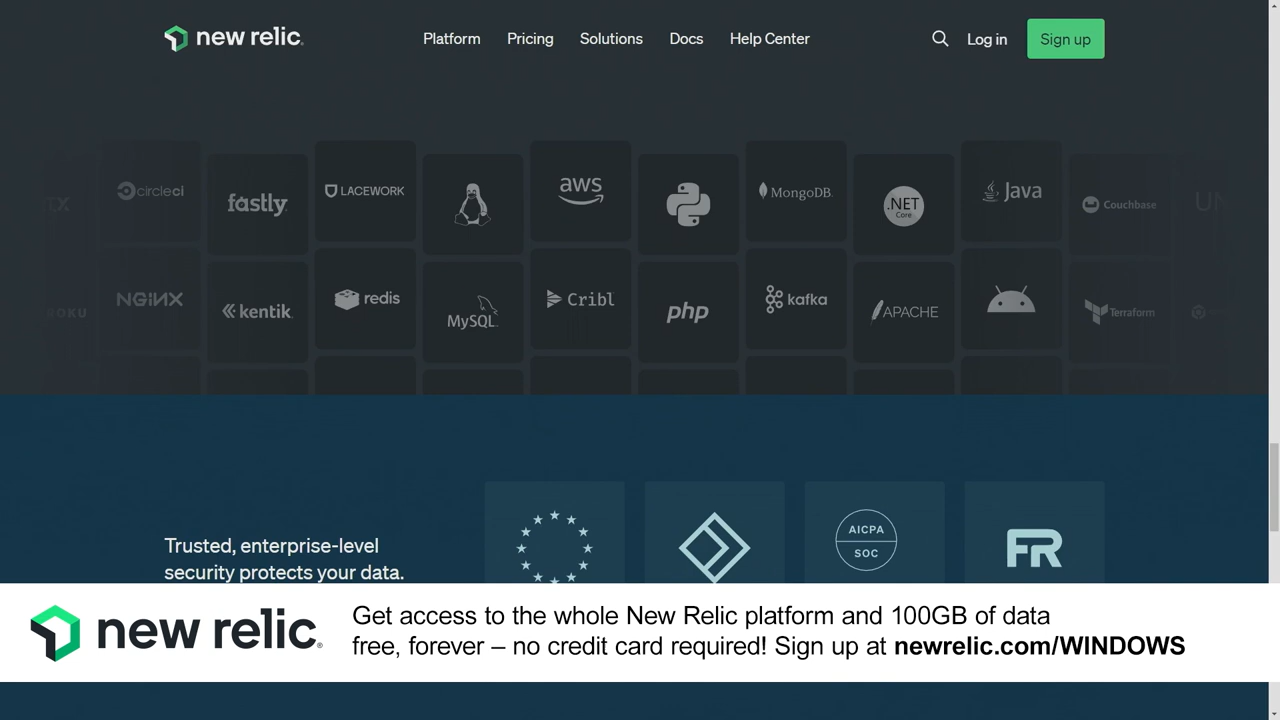 new relic.
Platform
Pricing
Solutions
Docs
Help Center
Log in
Sign up
circleci
fastly
LACEWORK
aws
MongoDB
.NET
Core
Java
Couchbase
NGINX
kentik
redis
MySQL
Cribl
php
kafka
APACHE
Terraform
Trusted, enterprise-level
security protects your data.
AICPA
SOC
FR
new relic.
Get access to the whole New Relic platform and 100GB of data
free, forever – no credit card required! Sign up at newrelic.com/WINDOWS